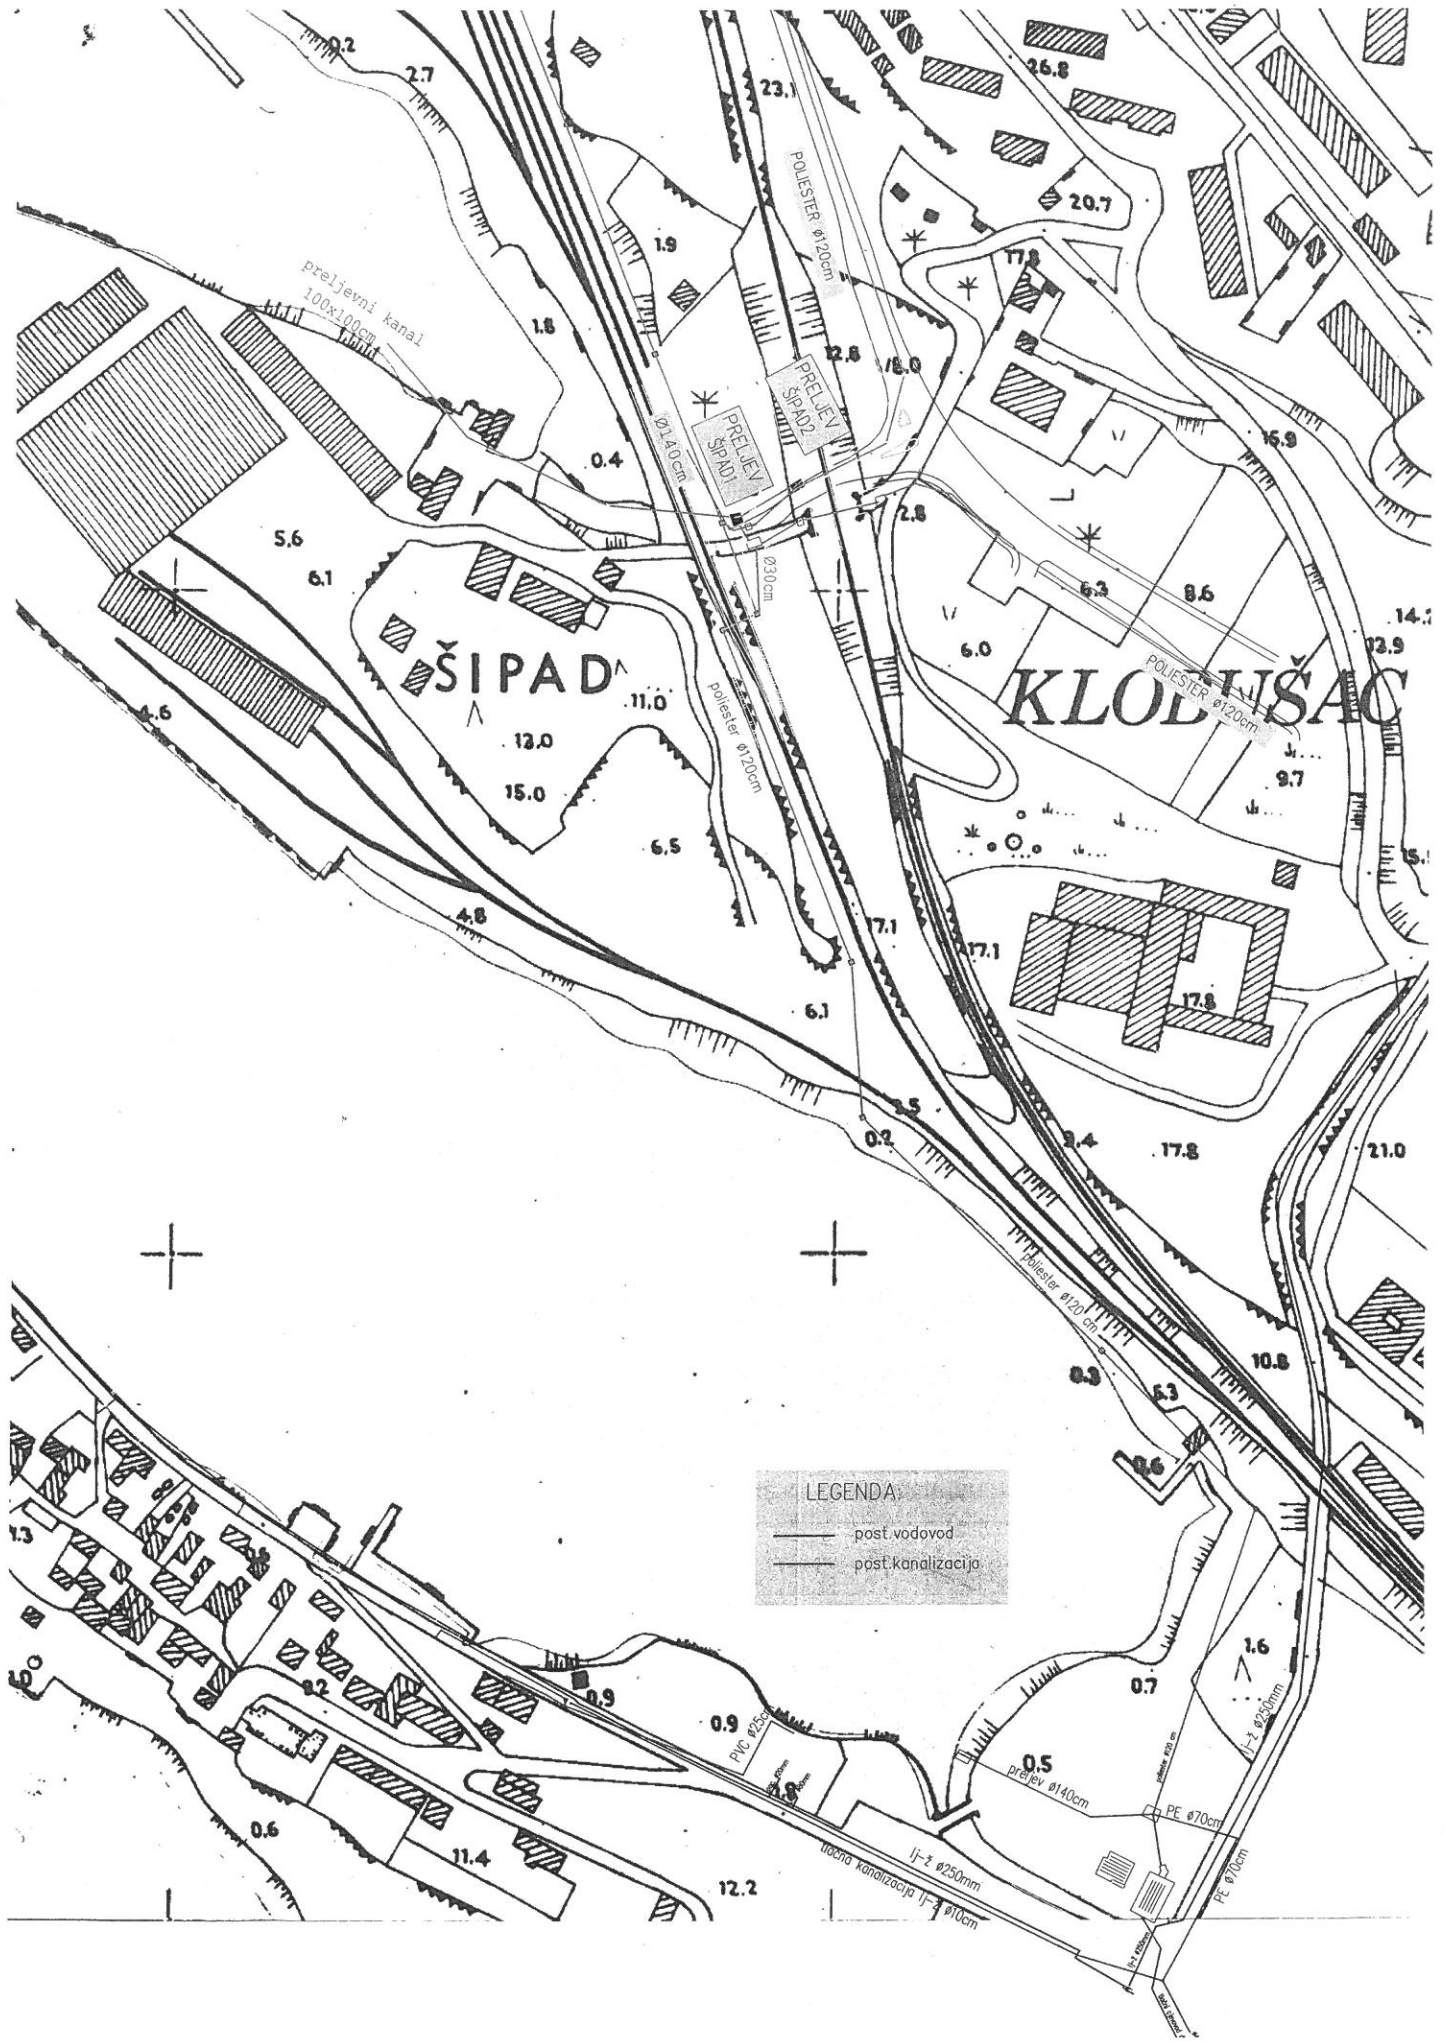 0.2
2.7
23.1
26.8
POLIESTER ø120cm
20.7
1.9
17.8
preljevni kanal
100x100cm
1.8
12.8
18.0
PRELJEV
ŠIPAD2
PRELJEV
ŠIPAD1
Ø140cm
15.9
0.4
2.8
5.6
6.1
Ø30cm
6.3
8.6
14.2
13.9
6.0
ŠIPAD
KLOBUŠAC
POLIESTER ø120cm
11.0
poliester ø120cm
4.6
13.0
15.0
9.7
6.5
4.8
17.1
17.1
17.8
6.1
0.2
9.4
17.8
21.0
poliester ø120 cm
10.8
0.3
5.3
0.6
LEGENDA:
post.vodovod
post.kanalizacija
1.6
0.7
0.9
0.9
PVC ø25cm
lj-ž ø250mm
0.5
preljev ø140cm
PE ø70cm
0.6
11.4
12.2
lj-ž ø250mm
tlačna kanalizacija lj-ž ø10cm
PE ø70cm